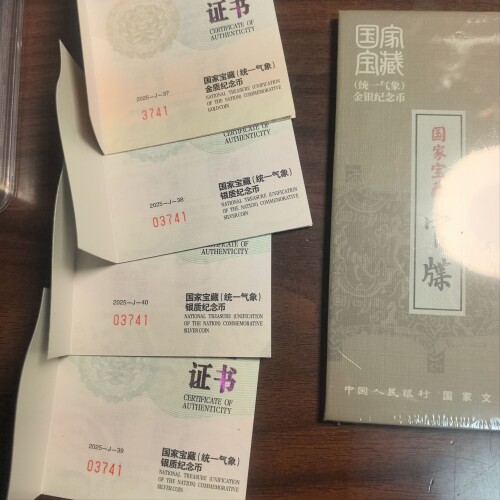 证书
CERTIFICATE OF
AUTHENTICITY
国家宝藏（统一气象）
金质纪念币
2025-J-37
NATIONAL TREASURE (UNIFICATION
OF THE NATION) COMMEMORATIVE
GOLD COIN
3741
CERTIFICATE OF
AUTHENTICITY
国家宝藏（统一气象）
银质纪念币
2025-J-38
NATIONAL TREASURE (UNIFICATION
OF THE NATION) COMMEMORATIVE
SILVER COIN
03741
CERTIFICATE OF
AUTHENTICITY
国家宝藏（统一气象）
银质纪念币
2025-J-40
NATIONAL TREASURE (UNIFICATION
OF THE NATION) COMMEMORATIVE
SILVER COIN
03741
证书
CERTIFICATE OF
AUTHENTICITY
国家宝藏（统一气象）
银质纪念币
2025-J-39
NATIONAL TREASURE (UNIFICATION
OF THE NATION) COMMEMORATIVE
SILVER COIN
03741
国家
宝藏
（统一气象）
金银纪念币
国家宝
牒
中国人民银行 国家文